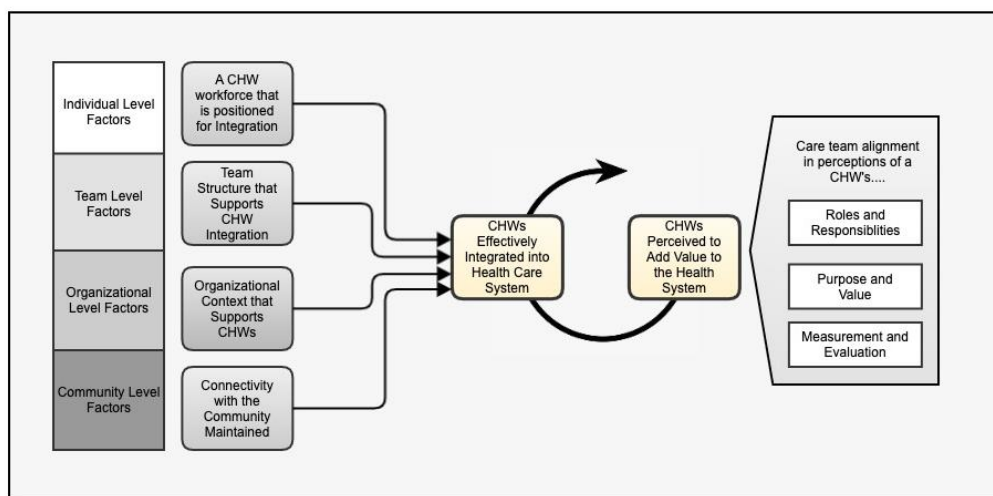 Individual Level
Factors
A CHW
workforce that
is positioned
for Integration
Team Level
Factors
Team
Structure that
Supports
CHW
Integration
Organizational
Level Factors
Organizational
Context that
Supports
CHWs
Community Level
Factors
Connectivity
with the
Community
Maintained
CHWs
Effectively
Integrated into
Health Care
System
CHWs
Perceived to
Add Value to
the Health
System
Care team alignment
in perceptions of a
CHW's....
Roles and
Responsiblities
Purpose and
Value
Measurement and
Evaluation